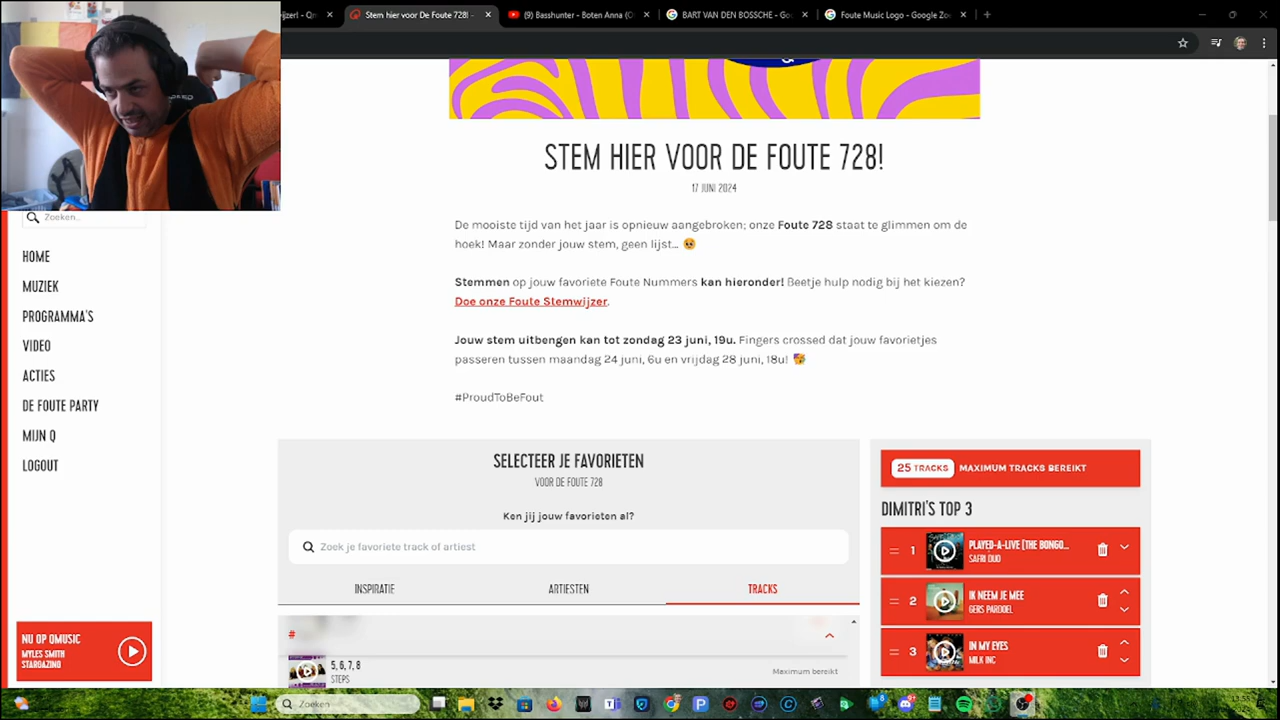 Stem hier voor De Foute 728! -
Basshunter - Boten Anna (O
BART VAN DEN BOSSCHE - Go
Foute Music Logo - Google Zo
STEM HIER VOOR DE FOUTE 728!
17 JUNI 2024
De mooiste tijd van het jaar is opnieuw aangebroken; onze Foute 728 staat te glimmen om de
hoek! Maar zonder jouw stem, geen lijst... 🥺
Stemmen op jouw favoriete Foute Nummers kan hieronder! Beetje hulp nodig bij het kiezen?
Doe onze Foute Stemwijzer.
Jouw stem uitbengen kan tot zondag 23 juni, 19u. Fingers crossed dat jouw favorietjes
passeren tussen maandag 24 juni, 6u en vrijdag 28 juni, 18u! 🥳
#ProudToBeFout
Zoeken..
HOME
MUZIEK
PROGRAMMA'S
VIDEO
ACTIES
DE FOUTE PARTY
MIJN Q
LOGOUT
NU OP QMUSIC
MYLES SMITH
STARGAZING
SELECTEER JE FAVORIETEN
VOOR DE FOUTE 728
Ken jij jouw favorieten al?
Zoek je favoriete track of artiest
INSPIRATIE
ARTIESTEN
TRACKS
#
5, 6, 7, 8
STEPS
Maximum bereikt
25 TRACKS MAXIMUM TRACKS BEREIKT
DIMITRI'S TOP 3
1 PLAYED-A-LIVE (THE BONGO...
SAFRI DUO
2 IK NEEM JE MEE
GERS PARDOEL
3 IN MY EYES
MILK INC
Zoeken